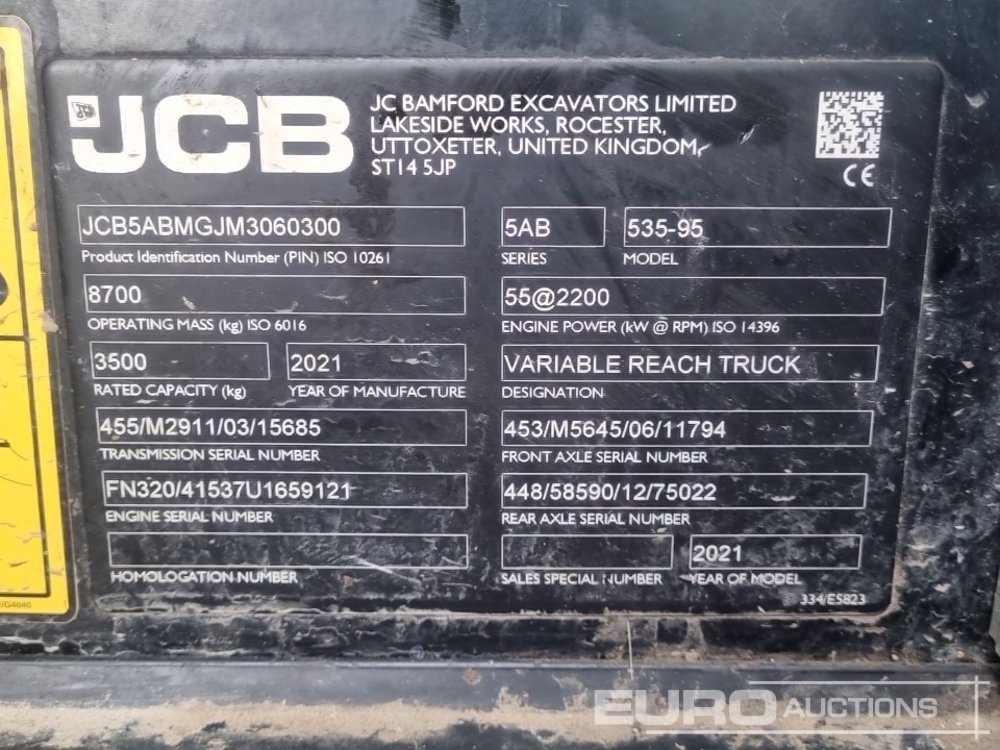 JCB
JC BAMFORD EXCAVATORS LIMITED
LAKESIDE WORKS, ROCESTER,
UTTOXETER, UNITED KINGDOM,
ST14 5JP
CE
JCB5ABMGJM3060300
Product Identification Number (PIN) ISO 10261
5AB
SERIES
535-95
MODEL
8700
OPERATING MASS (kg) ISO 6016
55@2200
ENGINE POWER (kW @ RPM) ISO 14396
3500
RATED CAPACITY (kg)
2021
YEAR OF MANUFACTURE
VARIABLE REACH TRUCK
DESIGNATION
455/M2911/03/15685
TRANSMISSION SERIAL NUMBER
453/M5645/06/11794
FRONT AXLE SERIAL NUMBER
FN320/41537U1659121
ENGINE SERIAL NUMBER
448/58590/12/75022
REAR AXLE SERIAL NUMBER
HOMOLOGATION NUMBER
SALES SPECIAL NUMBER
2021
YEAR OF MODEL
334/E5823
EURO AUCTIONS